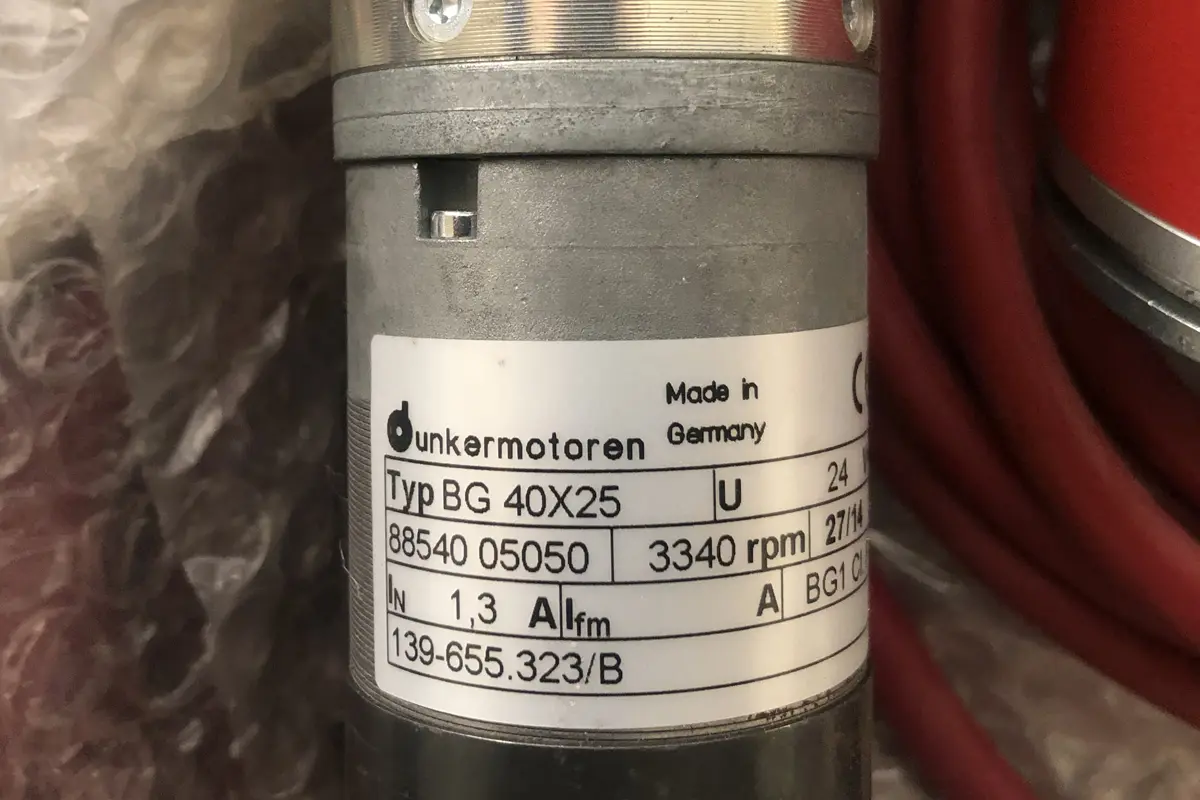 Made in
dunkermotoren Germany
Typ BG 40X25 U 24
88540 05050 3340 rpm 27/14
IN 1,3 A Ifm A BG1
139-655.323/B